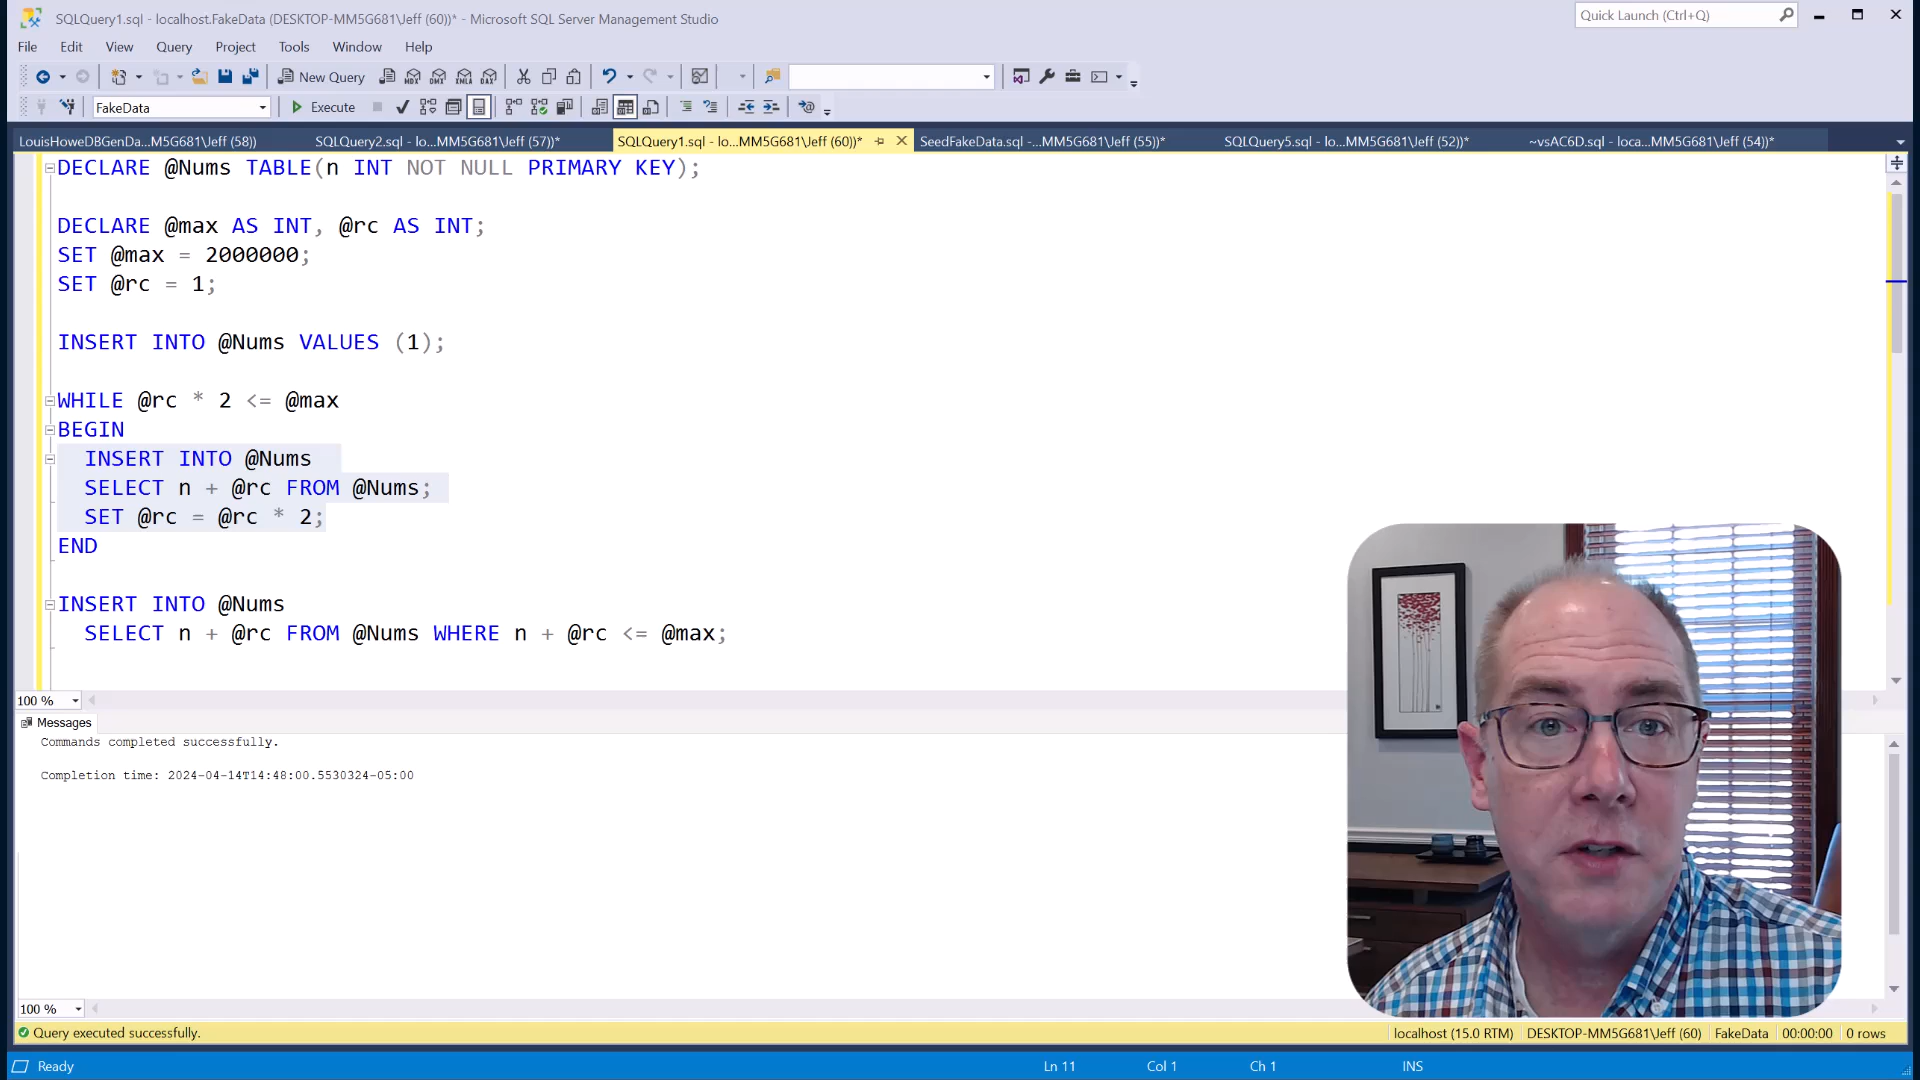 SQLQuery1.sql - localhost.FakeData (DESKTOP-MM5G681\Jeff (60))* - Microsoft SQL Server Management Studio
Quick Launch (Ctrl+Q)
File Edit View Query Project Tools Window Help
New Query
MDX DMX XMLA DAX
FakeData
Execute
LouisHoweDBGenDa...M5G681\Jeff (58))
SQLQuery2.sql - lo...MM5G681\Jeff (57))*
SQLQuery1.sql - lo...MM5G681\Jeff (60))*
SeedFakeData.sql -...MM5G681\Jeff (55))*
SQLQuery5.sql - lo...MM5G681\Jeff (52))*
~vsAC6D.sql - loca...MM5G681\Jeff (54))*
DECLARE @Nums TABLE(n INT NOT NULL PRIMARY KEY);
DECLARE @max AS INT, @rc AS INT;
SET @max = 2000000;
SET @rc = 1;
INSERT INTO @Nums VALUES (1);
WHILE @rc * 2 <= @max
BEGIN
INSERT INTO @Nums
SELECT n + @rc FROM @Nums;
SET @rc = @rc * 2;
END
INSERT INTO @Nums
SELECT n + @rc FROM @Nums WHERE n + @rc <= @max;
100 %
Messages
Commands completed successfully.
Completion time: 2024-04-14T14:48:00.5530324-05:00
100 %
Query executed successfully.
localhost (15.0 RTM) DESKTOP-MM5G681\Jeff (60) FakeData 00:00:00 0 rows
Ready Ln 11 Col 1 Ch 1 INS